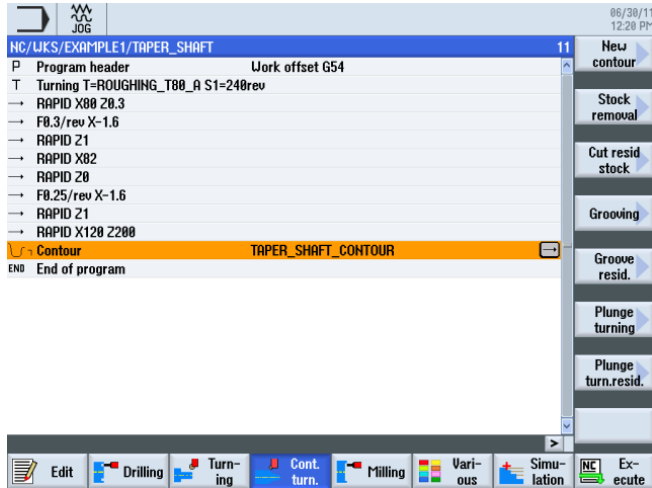 JOG
06/30/11
12:20 PM
NC/WKS/EXAMPLE1/TAPER_SHAFT 11
P Program header Work offset G54
T Turning T=ROUGHING_T80_A S1=240rev
→ RAPID X80 Z0.3
→ F0.3/rev X-1.6
→ RAPID Z1
→ RAPID X82
→ RAPID Z0
→ F0.25/rev X-1.6
→ RAPID Z1
→ RAPID X120 Z200
Contour TAPER_SHAFT_CONTOUR →
END End of program
New
contour
Stock
removal
Cut resid
stock
Grooving
Groove
resid.
Plunge
turning
Plunge
turn.resid.
>
Edit
Drilling
Turn-
ing
Cont.
turn.
Milling
Vari-
ous
Simu-
lation
NC
Ex-
ecute